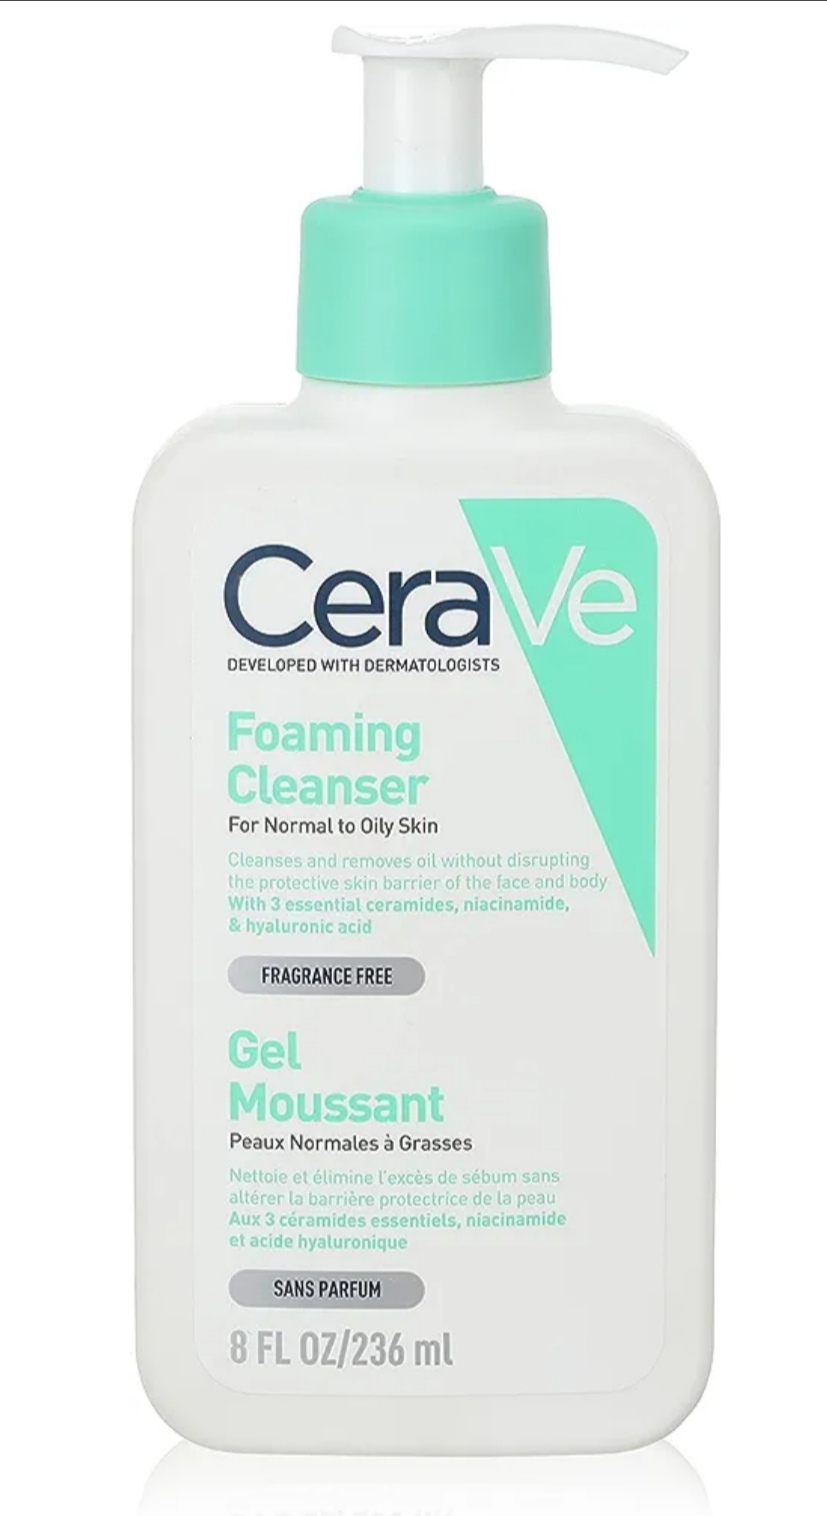 CeraVe
DEVELOPED WITH DERMATOLOGISTS
Foaming
Cleanser
For Normal to Oily Skin
Cleanses and removes oil without disrupting
the protective skin barrier of the face and body
With 3 essential ceramides, niacinamide,
& hyaluronic acid
FRAGRANCE FREE
Gel
Moussant
Peaux Normales à Grasses
Nettoie et élimine l'excès de sébum sans
altérer la barrière protectrice de la peau
Aux 3 céramides essentiels, niacinamide
et acide hyaluronique
SANS PARFUM
8 FL OZ/236 ml